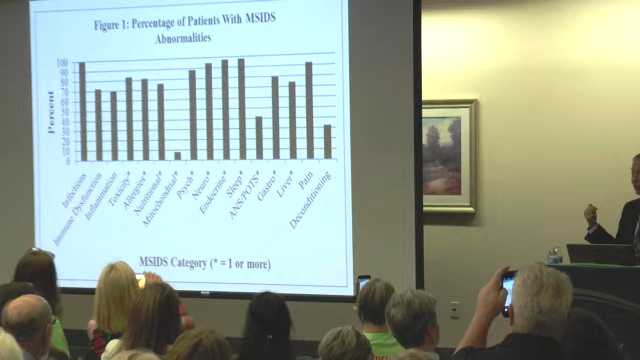 Figure 1: Percentage of Patients With MSIDS
Abnormalities
Percent
100
90
80
70
60
50
40
30
20
10
0
Infections
Immune Dysfunction
Inflammation
Toxicity*
Allergies*
Nutritional*
Mitochondrial*
Psych*
Neuro*
Endocrine*
Sleep*
ANS/POTS*
Gastro*
Liver*
Pain
Deconditioning
MSIDS Category (* = 1 or more)